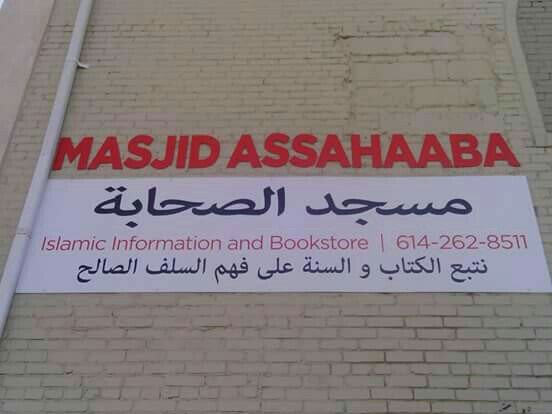 MASJID ASSAHAABA
مسجد الصحابة
Islamic Information and Bookstore | 614-262-8511
نتبع الكتاب و السنة على فهم السلف الصالح